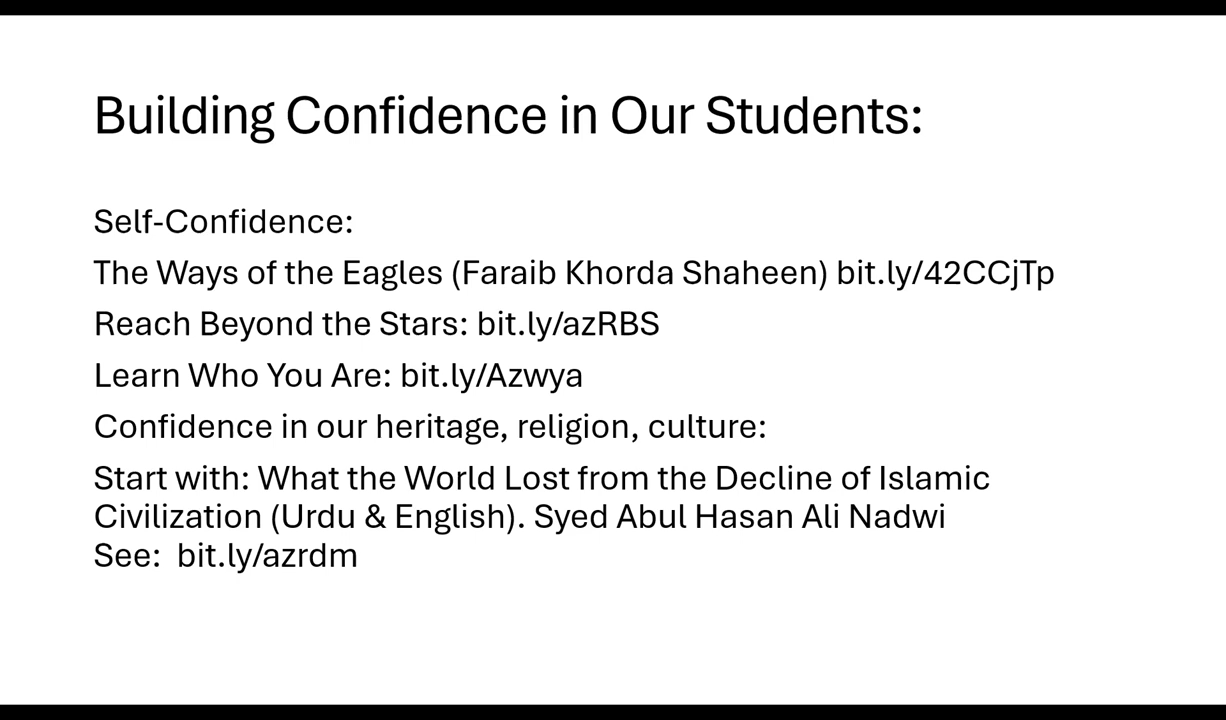 Building Confidence in Our Students:
Self-Confidence:
The Ways of the Eagles (Faraib Khorda Shaheen) bit.ly/42CCjTp
Reach Beyond the Stars: bit.ly/azRBS
Learn Who You Are: bit.ly/Azwya
Confidence in our heritage, religion, culture:
Start with: What the World Lost from the Decline of Islamic
Civilization (Urdu & English). Syed Abul Hasan Ali Nadwi
See:  bit.ly/azrdm